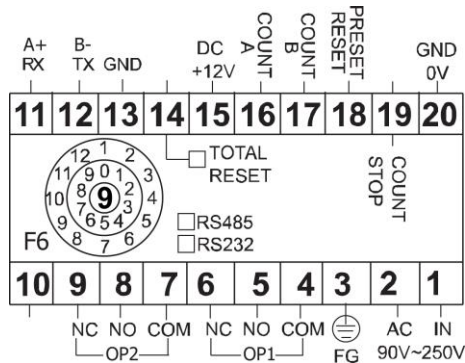 A+ B- DC COUNT A COUNT B PRESET RESET GND
RX TX GND +12V 0V
11 12 13 14 15 16 17 18 19 20
TOTAL
RESET
COUNT
STOP
12 1 2 3 4 5 6 7 8 9 10 11
0 1 2 3 4 5 6 7 8 9
9
F6
RS485
RS232
10 9 8 7 6 5 4 3 2 1
NC NO COM NC NO COM AC IN
OP2 OP1 FG 90V~250V